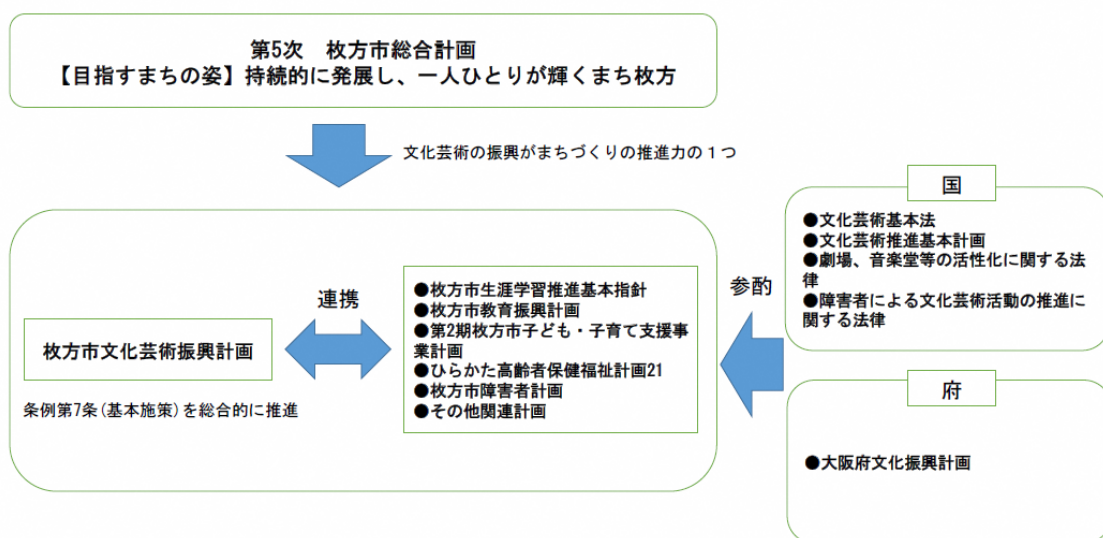 第5次 枚方市総合計画
【目指すまちの姿】持続的に発展し、一人ひとりが輝くまち枚方
文化芸術の振興がまちづくりの推進力の１つ
枚方市文化芸術振興計画
条例第7条(基本施策)を総合的に推進
連携
●枚方市生涯学習推進基本指針
●枚方市教育振興計画
●第2期枚方市子ども・子育て支援事
業計画
●ひらかた高齢者保健福祉計画21
●枚方市障害者計画
●その他関連計画
参酌
国
●文化芸術基本法
●文化芸術推進基本計画
●劇場、音楽堂等の活性化に関する法
律
●障害者による文化芸術活動の推進に
関する法律
府
●大阪府文化振興計画